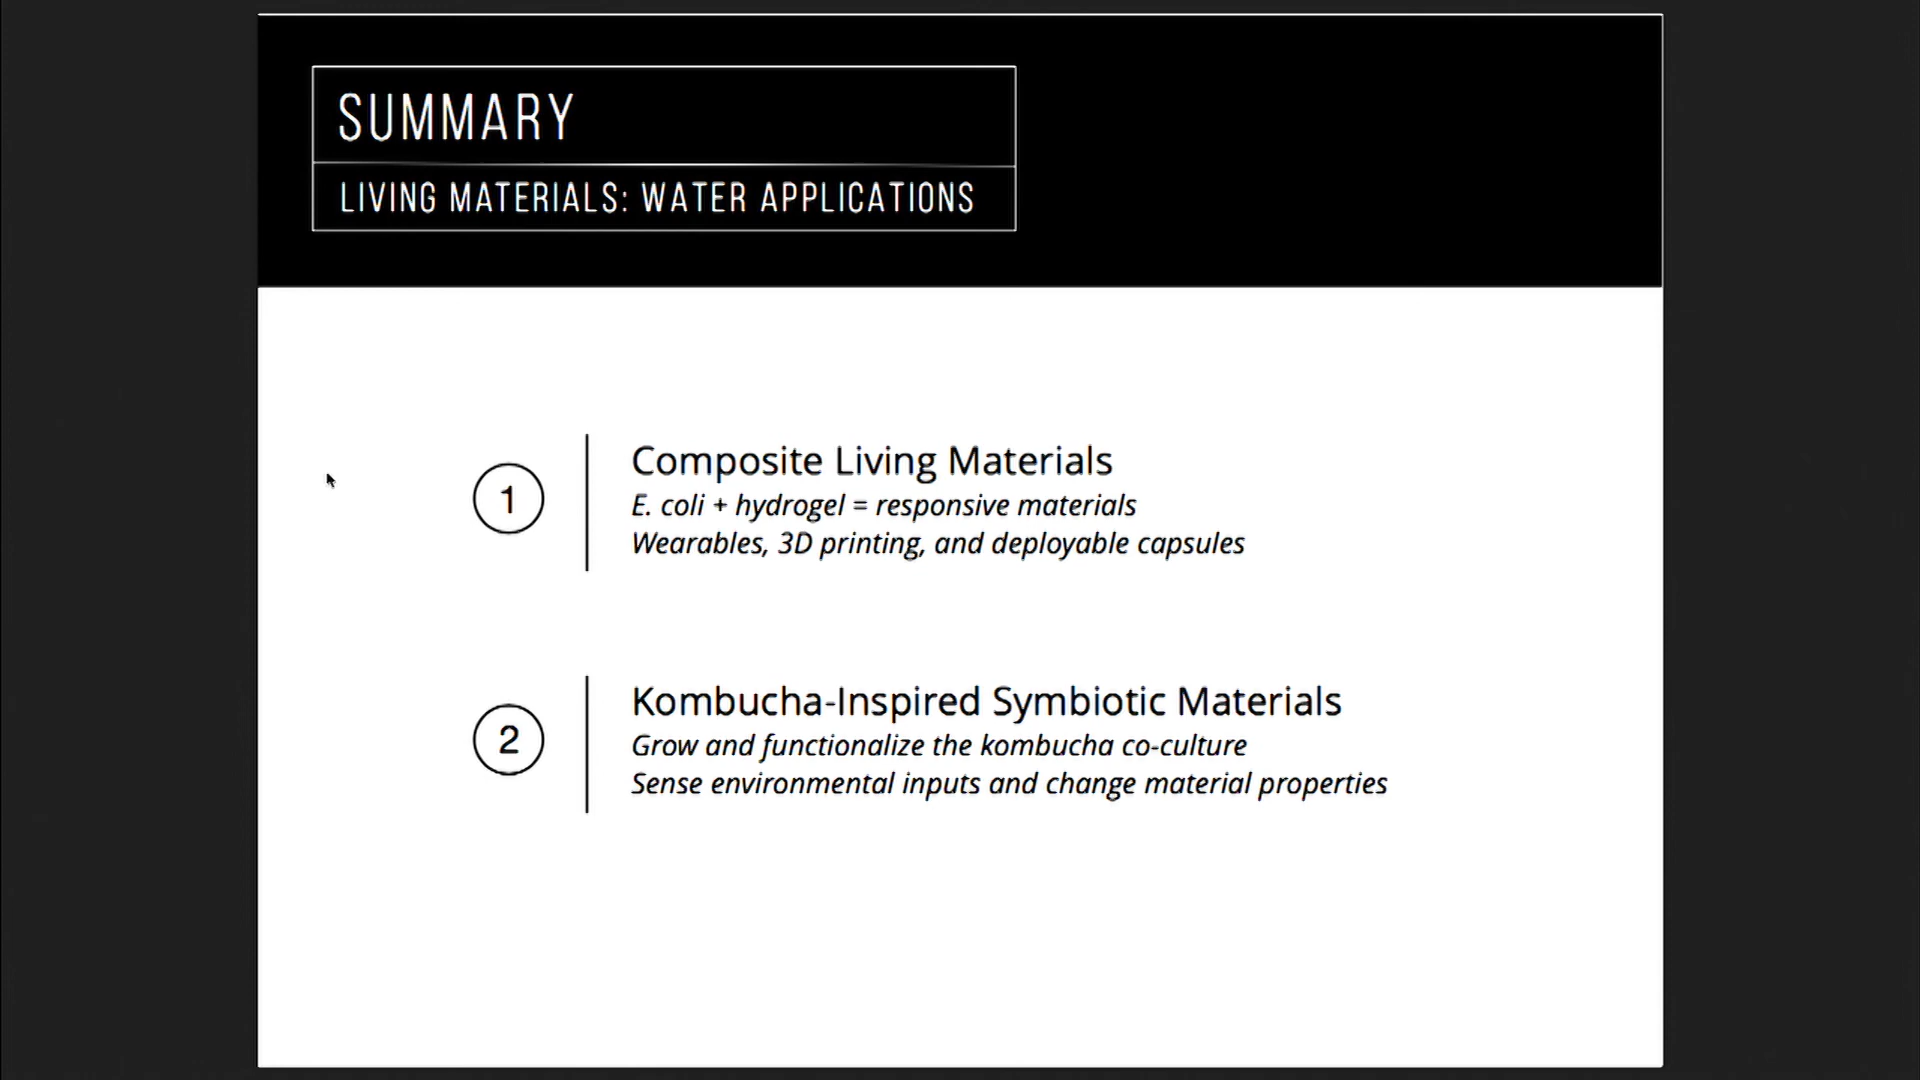 SUMMARY
LIVING MATERIALS: WATER APPLICATIONS
1
Composite Living Materials
E. coli + hydrogel = responsive materials
Wearables, 3D printing, and deployable capsules
2
Kombucha-Inspired Symbiotic Materials
Grow and functionalize the kombucha co-culture
Sense environmental inputs and change material properties